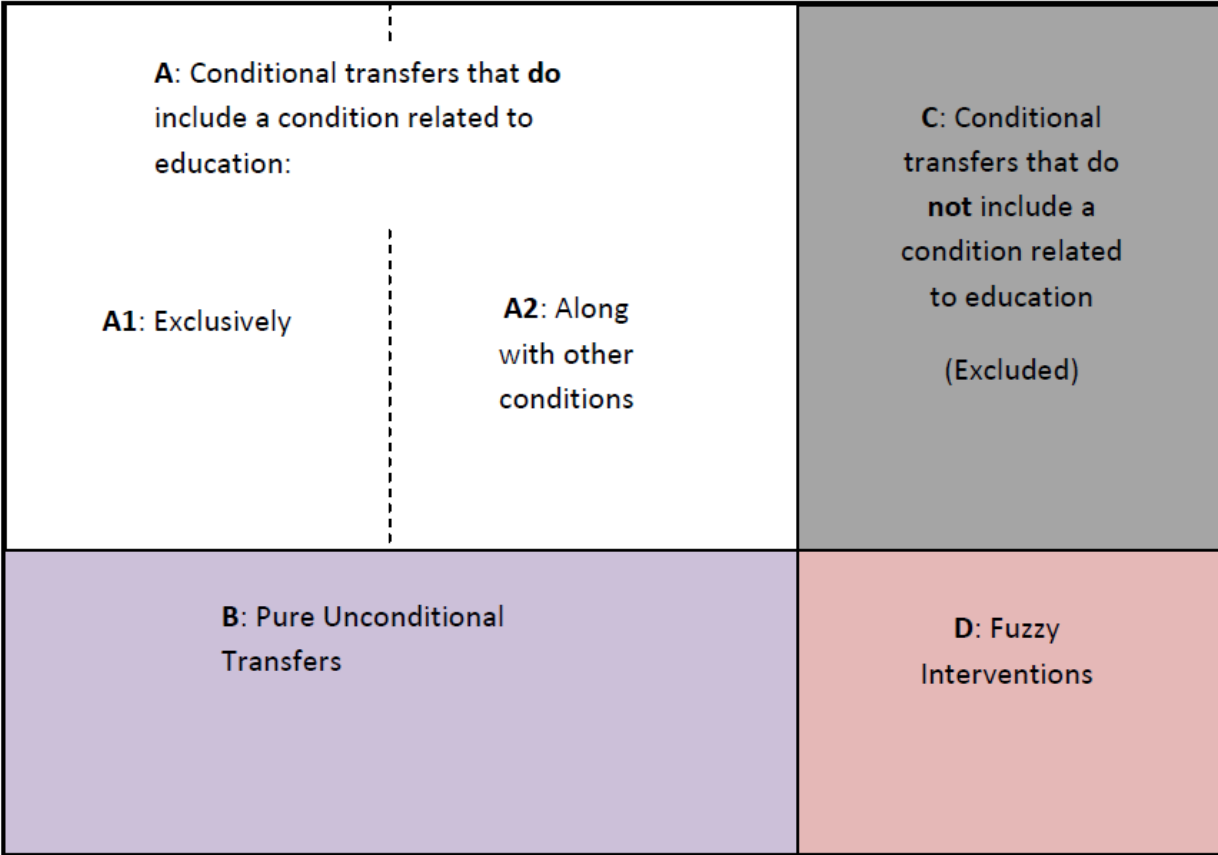 A: Conditional transfers that do
include a condition related to
education:
A1: Exclusively
A2: Along
with other
conditions
C: Conditional
transfers that do
not include a
condition related
to education
(Excluded)
B: Pure Unconditional
Transfers
D: Fuzzy
Interventions